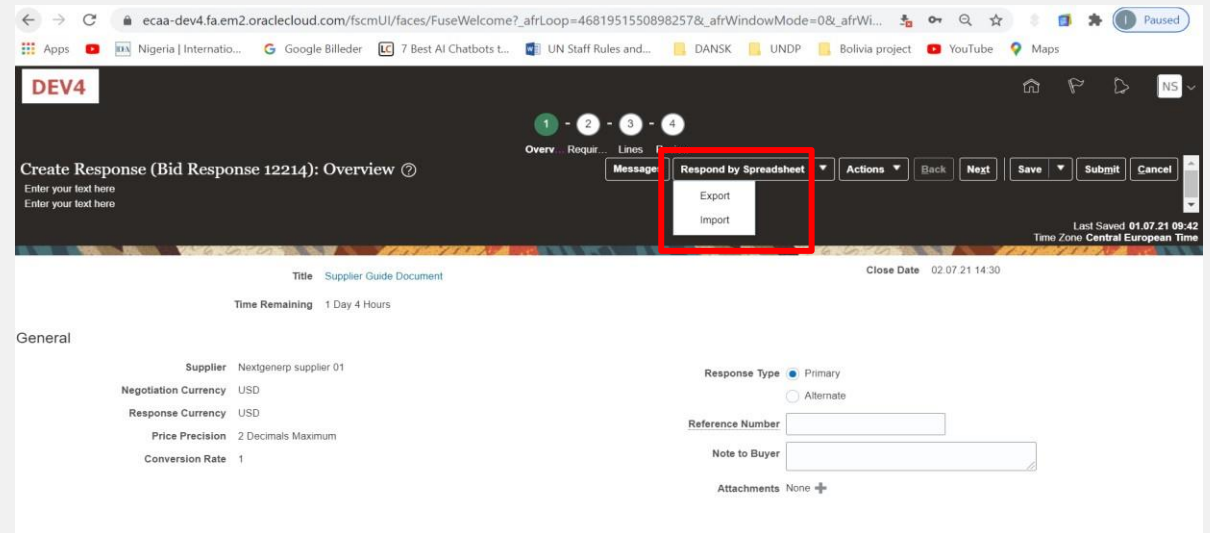 ecaa-dev4.fa.em2.oraclecloud.com/fscmUI/faces/FuseWelcome?_afrLoop=4681951550898257&_afrWindowMode=0&_afrWi... Paused
Apps Nigeria | Internatio... Google Billeder LC 7 Best AI Chatbots t... UN Staff Rules and... DANSK UNDP Bolivia project YouTube Maps
DEV4 NS
1 - 2 - 3 - 4
Overv... Requir... Lines
Create Response (Bid Response 12214): Overview ?
Messages Respond by Spreadsheet Actions Back Next Save Submit Cancel
Enter your text here
Enter your text here
Export
Import
Last Saved 01.07.21 09:42
Time Zone Central European Time
Title Supplier Guide Document Close Date 02.07.21 14:30
Time Remaining 1 Day 4 Hours
General
Supplier Nextgenerp supplier 01
Negotiation Currency USD
Response Currency USD
Price Precision 2 Decimals Maximum
Conversion Rate 1
Response Type Primary
Alternate
Reference Number
Note to Buyer
Attachments None